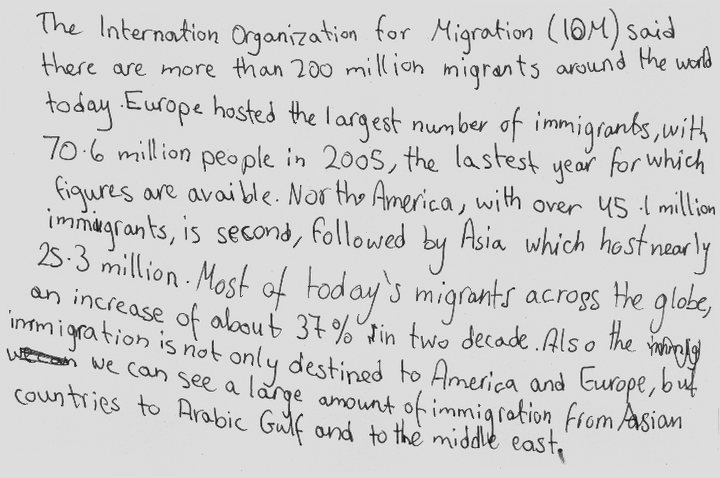 The Internation Organization for Migration (IOM) said
there are more than 200 million migrants around the world
today. Europe hosted the largest number of immigrants, with
70.6 million people in 2005, the lastest year for which
figures are avaible. North America, with over 45.1 million
immigrants, is second, followed by Asia which host nearly
25.3 million. Most of today's migrants across the globe,
an increase of about 37% in two decade. Also the
immigration is not only destined to America and Europe, but
we can see a large amount of immigration from Aasian
countries to Arabic Gulf and to the middle east.